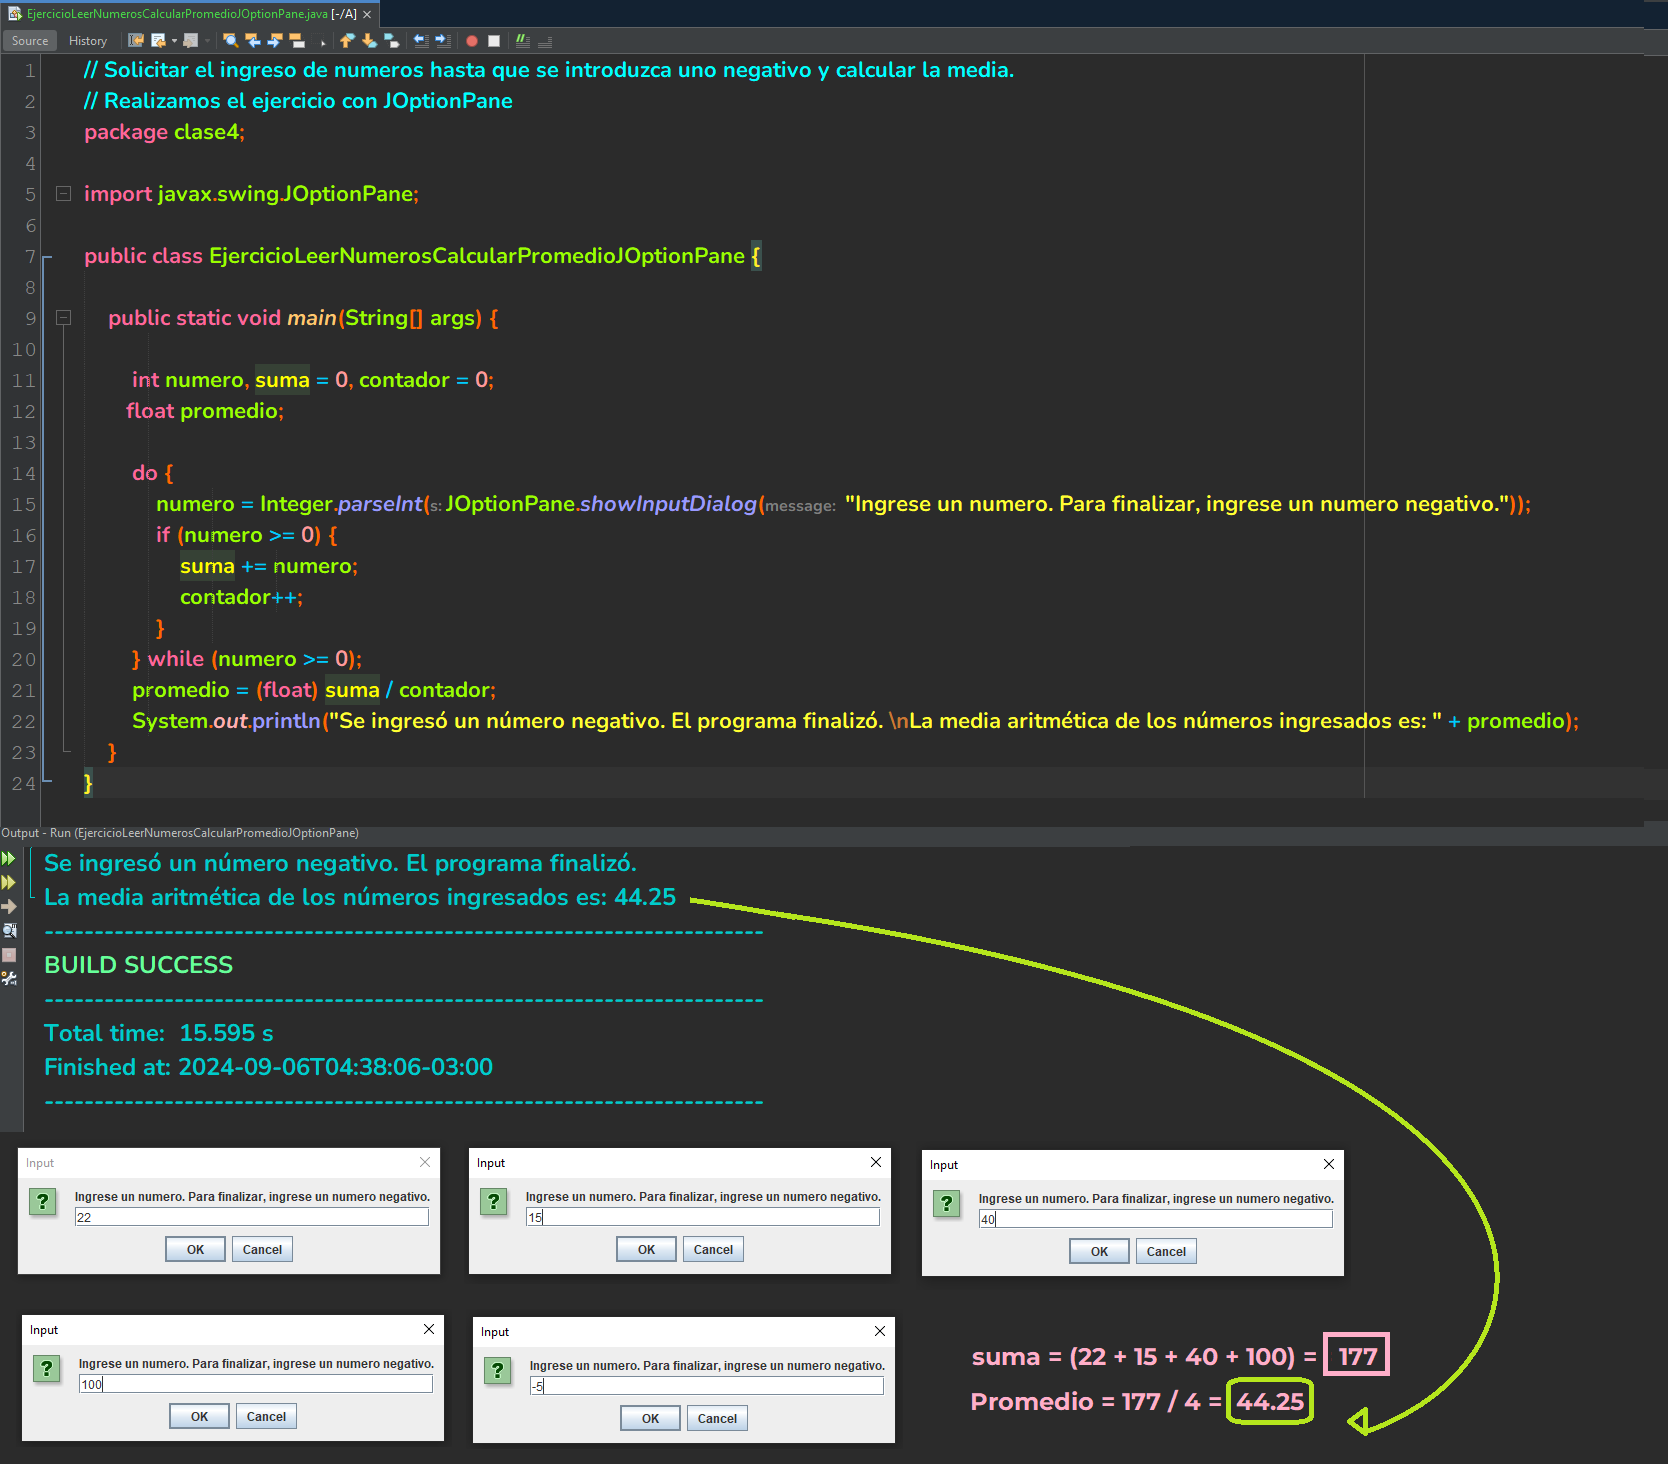 EjercicioLeerNumerosCalcularPromedioJOptionPane.java [-/A]
Source History
1 // Solicitar el ingreso de numeros hasta que se introduzca uno negativo y calcular la media.
2 // Realizamos el ejercicio con JOptionPane
3 package clase4;
4
5 import javax.swing.JOptionPane;
6
7 public class EjercicioLeerNumerosCalcularPromedioJOptionPane {
8
9 public static void main(String[] args) {
10
11 int numero, suma = 0, contador = 0;
12 float promedio;
13
14 do {
15 numero = Integer.parseInt(s: JOptionPane.showInputDialog(message: "Ingrese un numero. Para finalizar, ingrese un numero negativo."));
16 if (numero >= 0) {
17 suma += numero;
18 contador++;
19 }
20 } while (numero >= 0);
21 promedio = (float) suma / contador;
22 System.out.println("Se ingresó un número negativo. El programa finalizó. \nLa media aritmética de los números ingresados es: " + promedio);
23 }
24 }
Output - Run (EjercicioLeerNumerosCalcularPromedioJOptionPane)
Se ingresó un número negativo. El programa finalizó.
La media aritmética de los números ingresados es: 44.25
------------------------------------------------------------------------
BUILD SUCCESS
------------------------------------------------------------------------
Total time:  15.595 s
Finished at: 2024-09-06T04:38:06-03:00
------------------------------------------------------------------------
Input
Ingrese un numero. Para finalizar, ingrese un numero negativo.
22
OK Cancel
Input
Ingrese un numero. Para finalizar, ingrese un numero negativo.
15
OK Cancel
Input
Ingrese un numero. Para finalizar, ingrese un numero negativo.
40
OK Cancel
Input
Ingrese un numero. Para finalizar, ingrese un numero negativo.
100
OK Cancel
Input
Ingrese un numero. Para finalizar, ingrese un numero negativo.
-5
OK Cancel
suma = (22 + 15 + 40 + 100) = 177
Promedio = 177 / 4 = 44.25